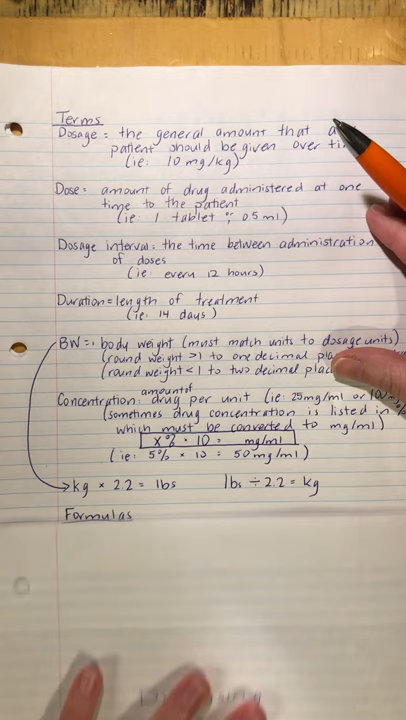 Terms
Dosage = the general amount that a
patient should be given over
(ie: 10 mg/kg)
Dose = amount of drug administered at one
time to the patient
(ie: 1 tablet 05 ml)
Dosage interval = the time between administration
of doses
(ie: every 12 hours)
Duration = length of treatment
(ie: 14 days)
BW = body weight (must match units to dosage units)
(round weight >1 to one decimal
(round weight <1 to two decimal
Concentration: amount of drug per unit (ie: 25mg/ml or
(sometimes drug concentration is listed in %
which must be converted to mg/ml)
X% × 10 = mg/ml
(ie: 5% × 10 = 50 mg/ml)
kg × 2.2 = lbs lbs ÷ 2.2 = kg
Formulas